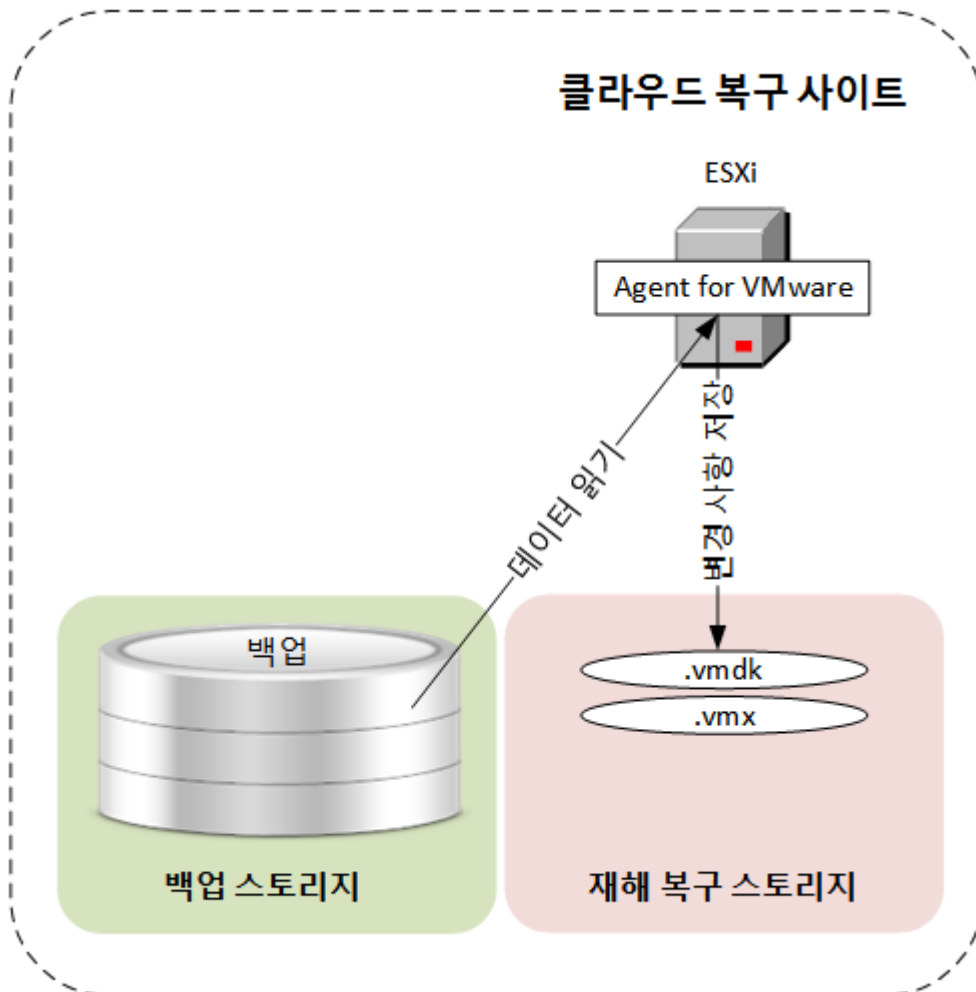 클라우드 복구 사이트
ESXi
Agent for VMware
데이터 읽기
변경 사항 저장
백업
.vmdk
.vmx
백업 스토리지
재해 복구 스토리지